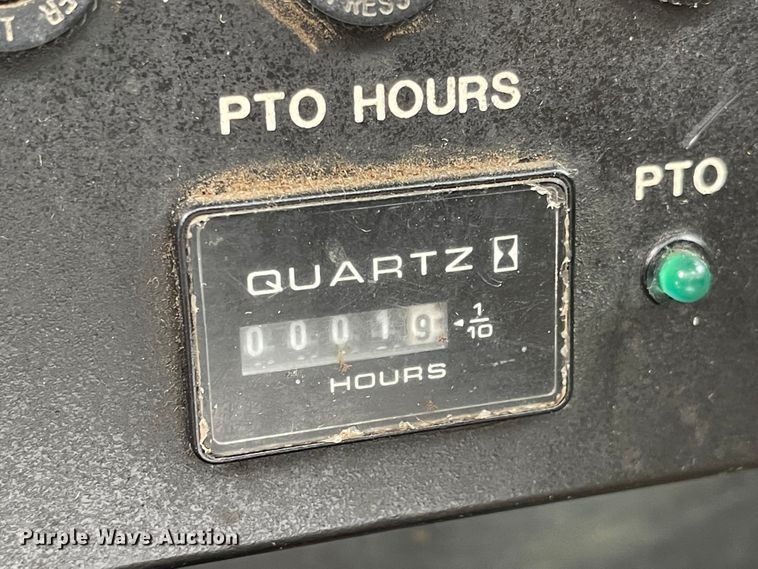 PTO HOURS
PTO
QUARTZ
00019 1/10
HOURS
Purple Wave Auction